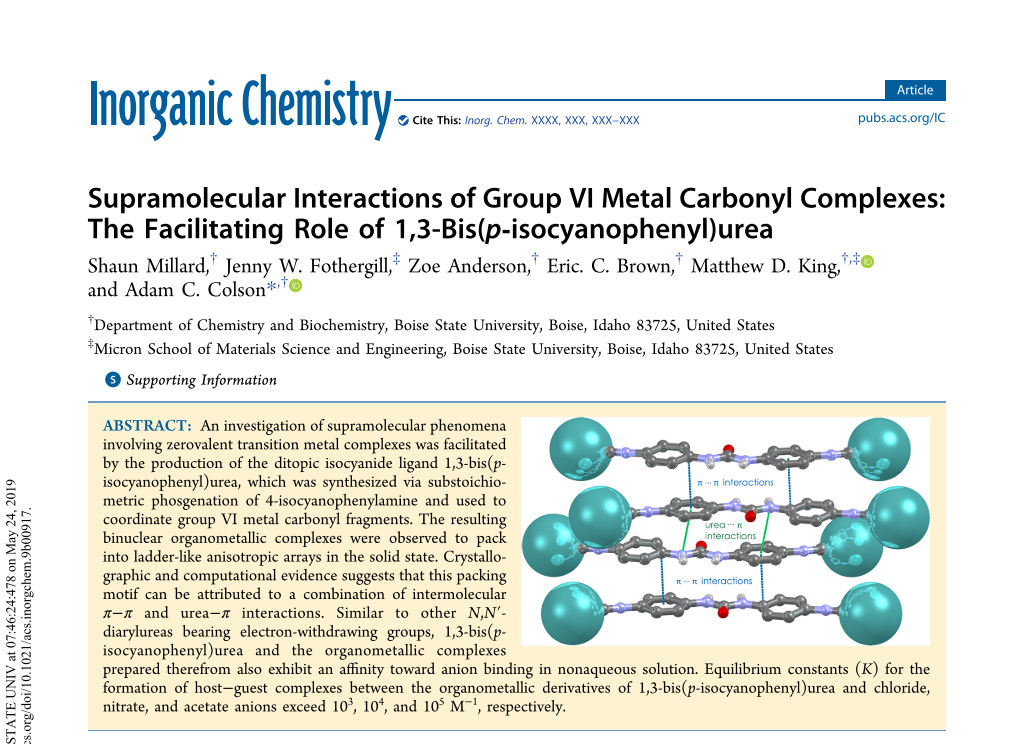 Inorganic Chemistry
Article
Cite This: Inorg. Chem. XXXX, XXX, XXX−XXX
pubs.acs.org/IC
Supramolecular Interactions of Group VI Metal Carbonyl Complexes:
The Facilitating Role of 1,3-Bis(p-isocyanophenyl)urea
Shaun Millard,† Jenny W. Fothergill,‡ Zoe Anderson,† Eric. C. Brown,† Matthew D. King,†,‡
and Adam C. Colson*,†
†Department of Chemistry and Biochemistry, Boise State University, Boise, Idaho 83725, United States
‡Micron School of Materials Science and Engineering, Boise State University, Boise, Idaho 83725, United States
S Supporting Information
ABSTRACT: An investigation of supramolecular phenomena
involving zerovalent transition metal complexes was facilitated
by the production of the ditopic isocyanide ligand 1,3-bis(p-
isocyanophenyl)urea, which was synthesized via substoichio-
metric phosgenation of 4-isocyanophenylamine and used to
coordinate group VI metal carbonyl fragments. The resulting
binuclear organometallic complexes were observed to pack
into ladder-like anisotropic arrays in the solid state. Crystallo-
graphic and computational evidence suggests that this packing
motif can be attributed to a combination of intermolecular
π−π and urea−π interactions. Similar to other N,N′-
diarylureas bearing electron-withdrawing groups, 1,3-bis(p-
isocyanophenyl)urea and the organometallic complexes
prepared therefrom also exhibit an affinity toward anion binding in nonaqueous solution. Equilibrium constants (K) for the
formation of host−guest complexes between the organometallic derivatives of 1,3-bis(p-isocyanophenyl)urea and chloride,
nitrate, and acetate anions exceed 10³, 10⁴, and 10⁵ M⁻¹, respectively.
π ··· π interactions
urea ··· π
interactions
π ··· π interactions
STATE UNIV at 07:46:24:478 on May 24, 2019
cs.org/doi/10.1021/acs.inorgchem.9b00917.